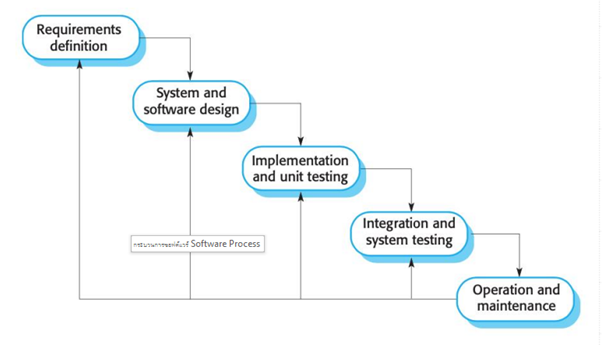 Requirements
definition
System and
software design
Implementation
and unit testing
Integration and
system testing
Software Process
Operation and
maintenance